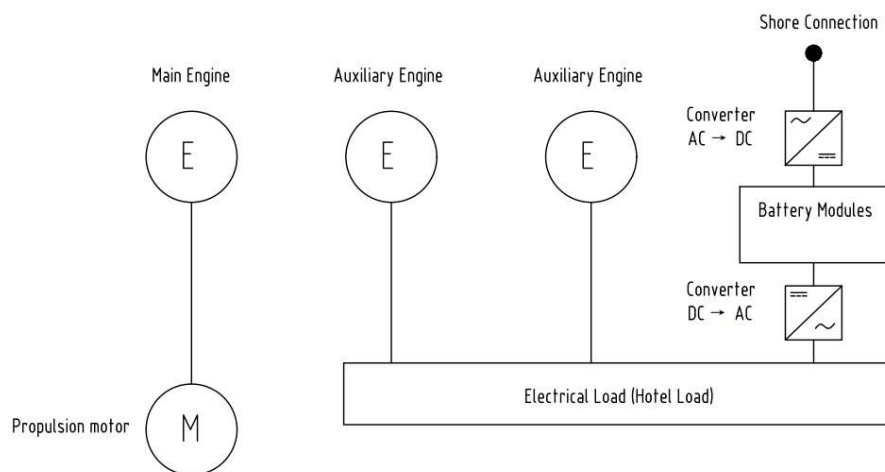 Shore Connection
Main Engine
Auxiliary Engine
Auxiliary Engine
Converter
AC → DC
E
E
E
Battery Modules
Converter
DC → AC
Electrical Load (Hotel Load)
Propulsion motor
M